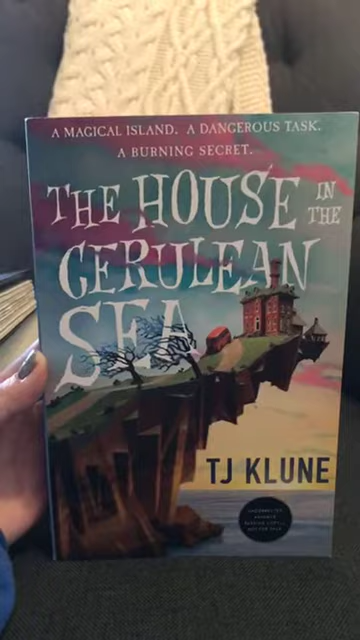 A MAGICAL ISLAND. A DANGEROUS TASK.
A BURNING SECRET.
THE HOUSE IN THE
CERULEAN
SEA
TJ KLUNE